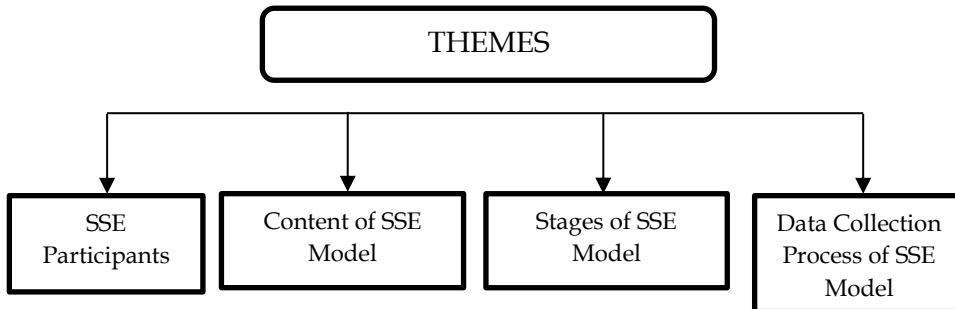 THEMES
SSE
Participants
Content of SSE
Model
Stages of SSE
Model
Data Collection
Process of SSE
Model